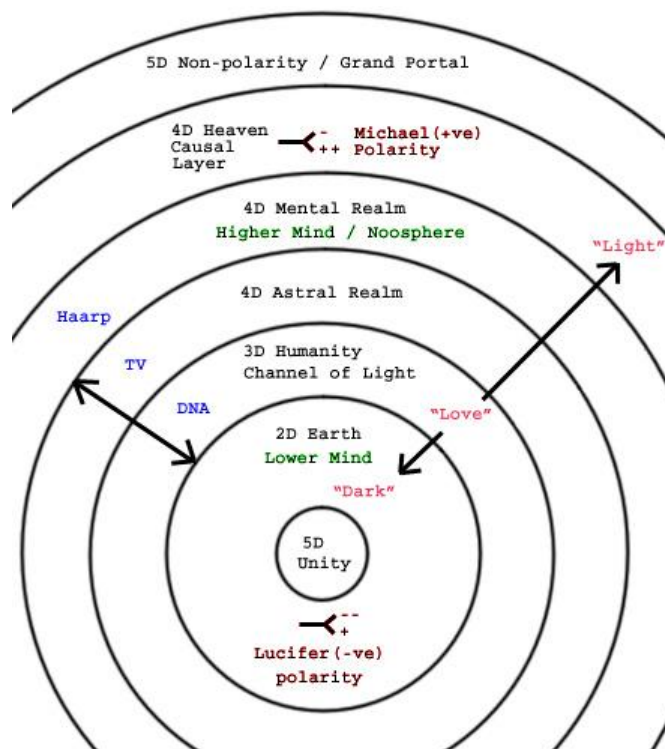 5D Non-polarity / Grand Portal
4D Heaven
Causal
Layer
-
++
Michael(+ve)
Polarity
4D Mental Realm
Higher Mind / Noosphere
"Light"
4D Astral Realm
Haarp
TV
DNA
3D Humanity
Channel of Light
"Love"
2D Earth
Lower Mind
"Dark"
5D
Unity
--
+
Lucifer(-ve)
polarity